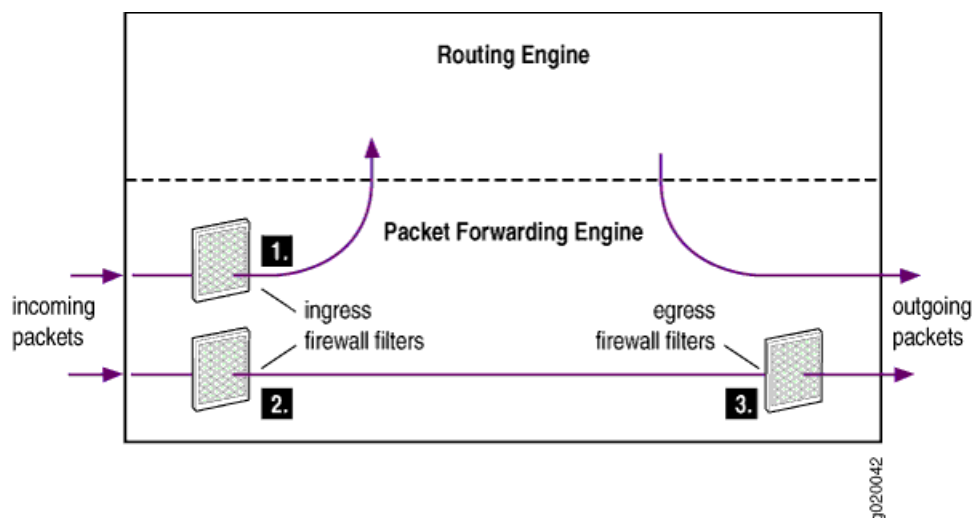 Routing Engine
Packet Forwarding Engine
1.
incoming
packets
ingress
firewall filters
egress
firewall filters
outgoing
packets
2.
3.
g020042